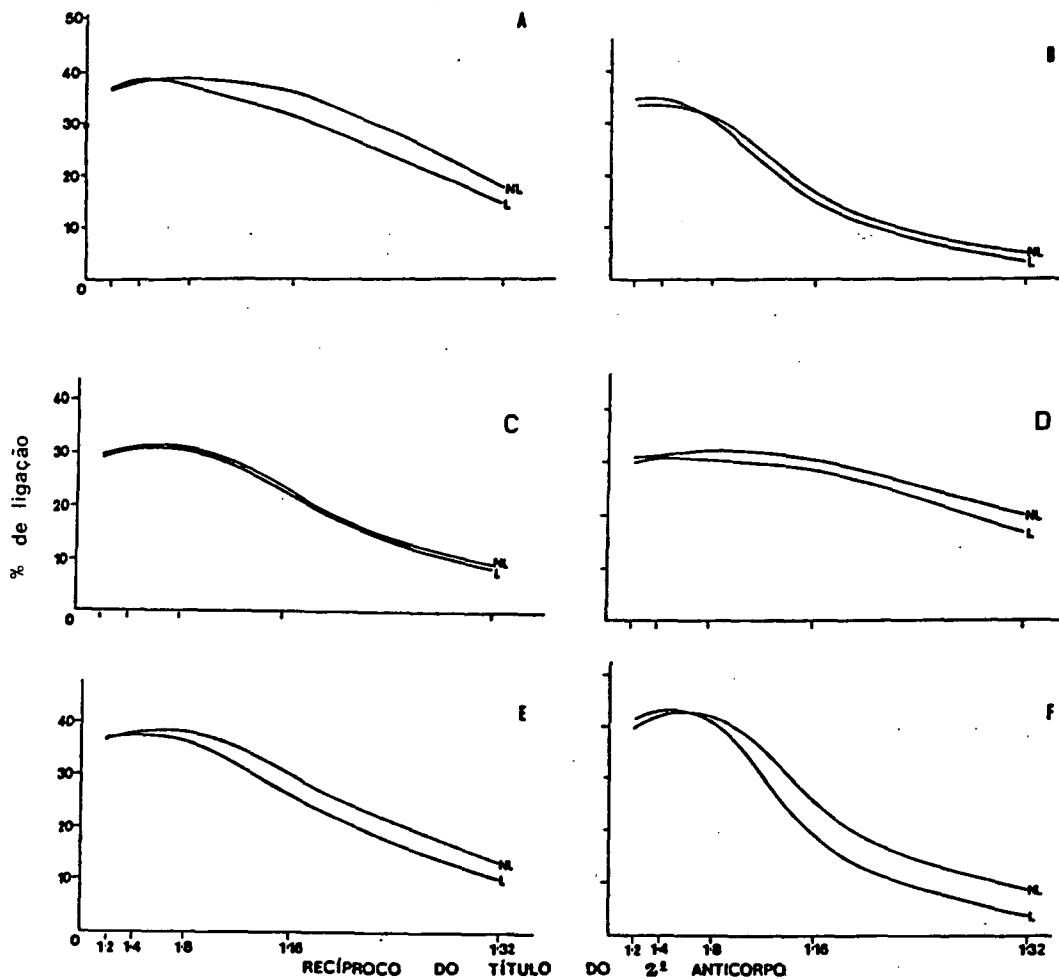 A
50
40
30
20
10
0
NL
L
B
NL
L
% de ligação
C
40
30
20
10
0
NL
L
D
NL
L
E
40
30
20
10
0
NL
L
1:2 1:4 1:8 1:16 1:32
F
NL
L
1:2 1:4 1:8 1:16 1:32
RECÍPROCO DO TÍTULO DO 2º ANTICORPO